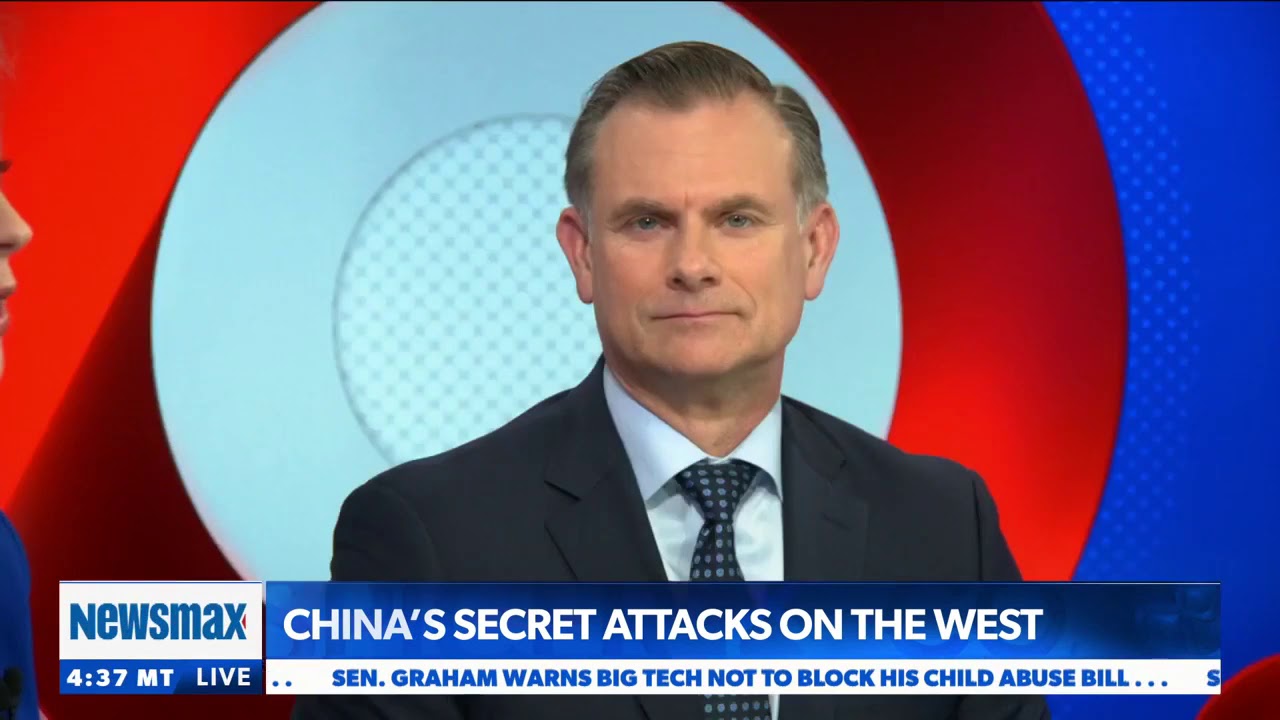 NEWSMAX
CHINA'S SECRET ATTACKS ON THE WEST
4:37 MT LIVE
. . SEN. GRAHAM WARNS BIG TECH NOT TO BLOCK HIS CHILD ABUSE BILL . . . S